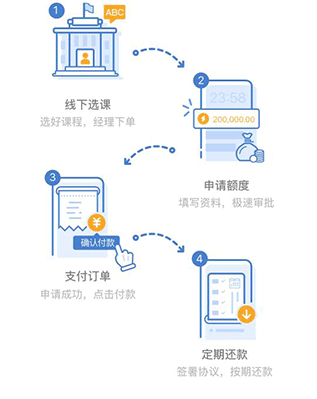 1
ABC
线下选课
选好课程，经理下单
2
23:58
200,000.00
申请额度
填写资料，极速审批
3
¥
确认付款
支付订单
申请成功，点击付款
4
定期还款
签署协议，按期还款